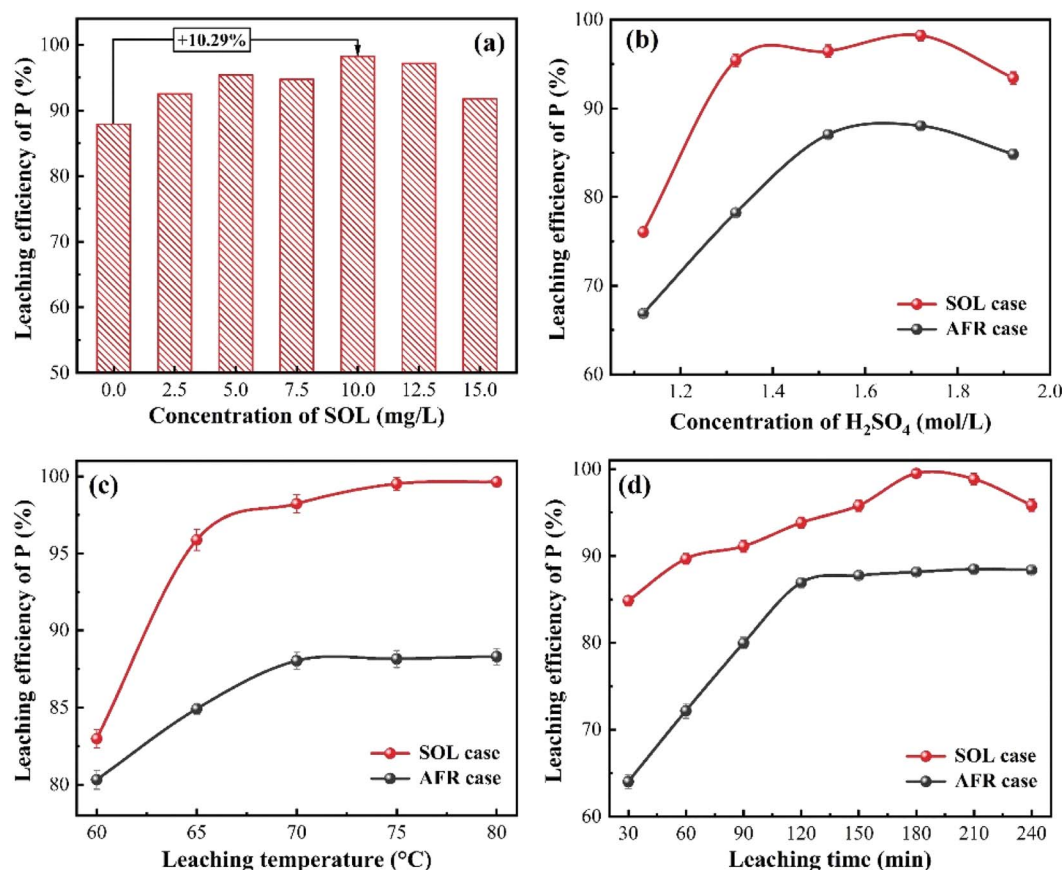 (a)
+10.29%
Leaching efficiency of P (%)
100
90
80
70
60
50
0.0 2.5 5.0 7.5 10.0 12.5 15.0
Concentration of SOL (mg/L)
(b)
Leaching efficiency of P (%)
100
90
80
70
60
SOL case
AFR case
1.2 1.4 1.6 1.8 2.0
Concentration of H₂SO₄ (mol/L)
(c)
Leaching efficiency of P (%)
100
95
90
85
80
SOL case
AFR case
60 65 70 75 80
Leaching temperature (°C)
(d)
Leaching efficiency of P (%)
100
90
80
70
60
SOL case
AFR case
30 60 90 120 150 180 210 240
Leaching timc (min)